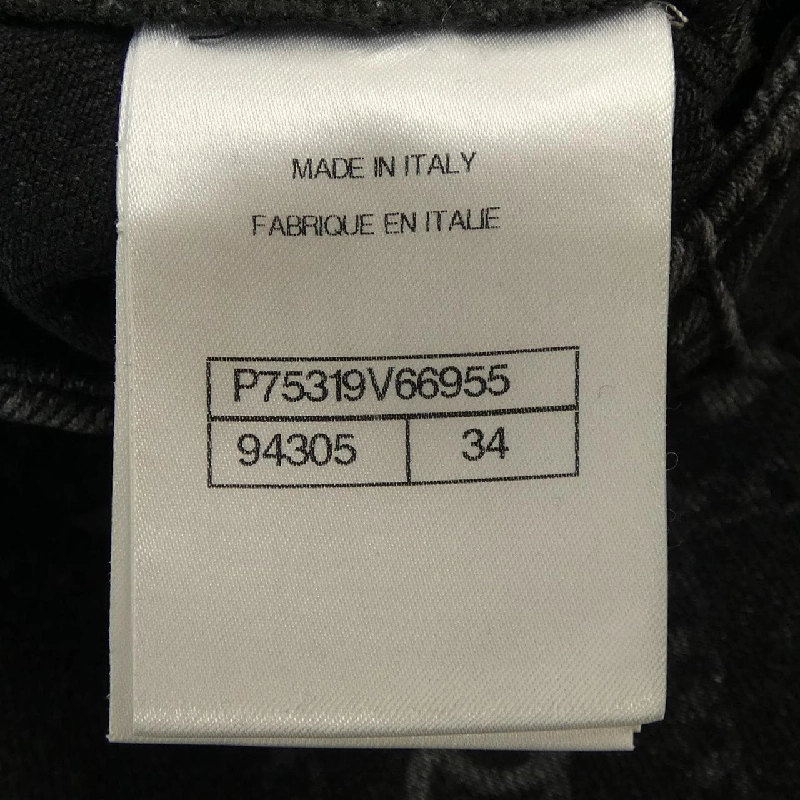 MADE IN ITALY
FABRIQUE EN ITALIE
P75319V66955
94305 34